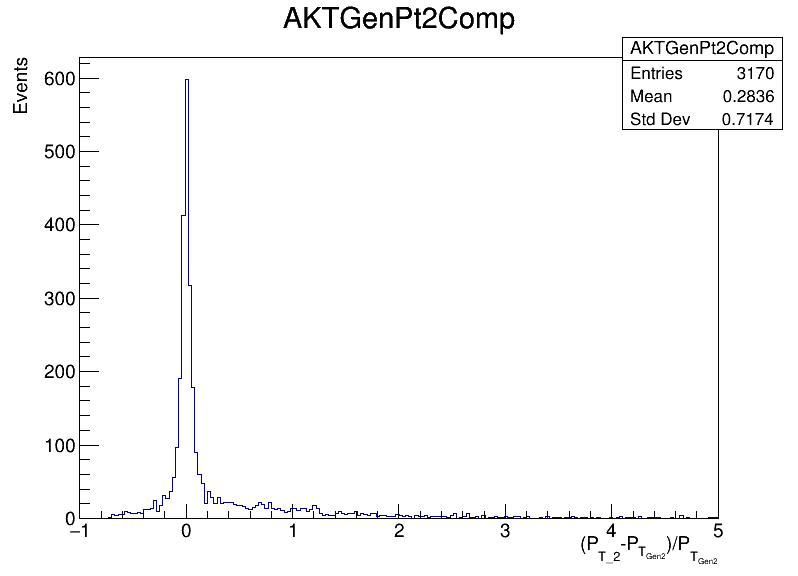 AKTGenPt2Comp
AKTGenPt2Comp
Entries 3170
Mean 0.2836
Std Dev 0.7174
Events
600
500
400
300
200
100
0
−1 0 1 2 3 4 5
(P_T_2-P_T_Gen2)/P_T_Gen2